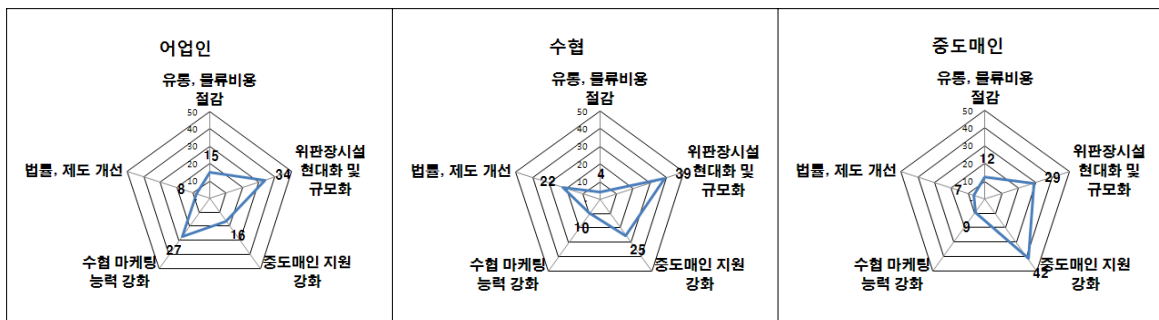 어업인
유통, 물류비용
절감
50
40
30
20
10
15
위판장시설
현대화 및
규모화
34
중도매인 지원
강화
16
수협 마케팅
능력 강화
27
법률, 제도 개선
8
수협
유통, 물류비용
절감
50
40
30
20
10
4
위판장시설
현대화 및
규모화
39
중도매인 지원
강화
25
수협 마케팅
능력 강화
10
법률, 제도 개선
22
중도매인
유통, 물류비용
절감
50
40
30
20
10
12
위판장시설
현대화 및
규모화
29
중도매인 지원
강화
42
수협 마케팅
능력 강화
9
법률, 제도 개선
7